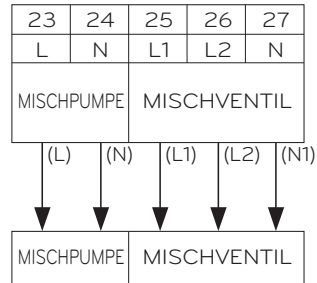 23 24 25 26 27
L N L1 L2 N
MISCHPUMPE MISCHVENTIL
(L) (N) (L1) (L2) (N1)
MISCHPUMPE MISCHVENTIL